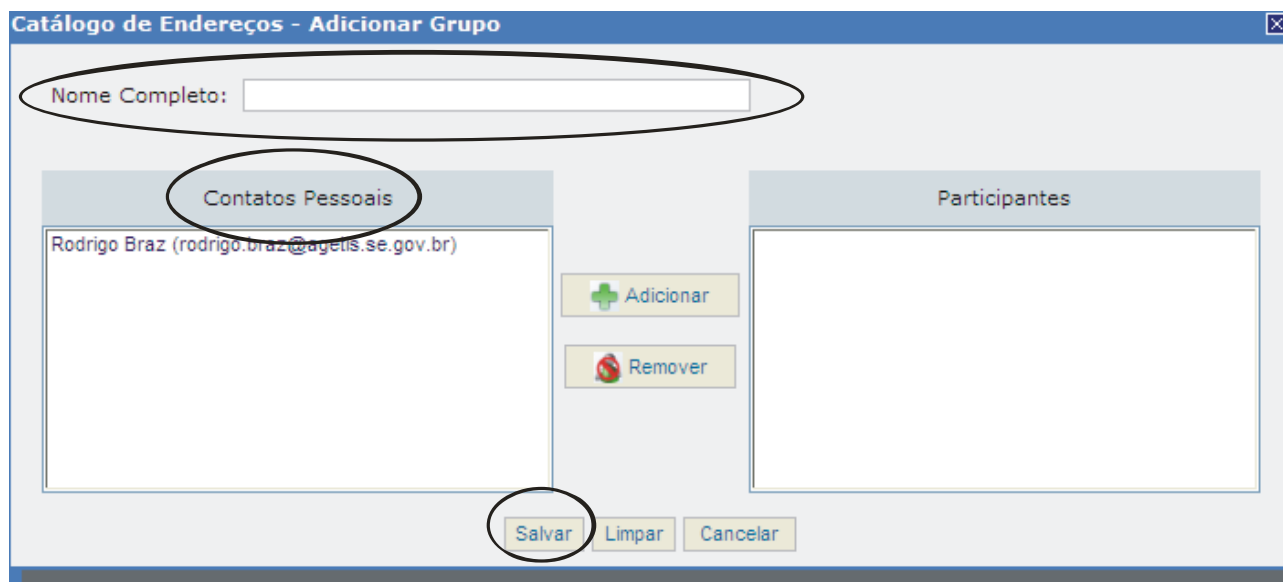 Catálogo de Endereços - Adicionar Grupo
Nome Completo:
Contatos Pessoais
Participantes
Rodrigo Braz (rodrigo.braz@agetis.se.gov.br)
Adicionar
Remover
Salvar
Limpar
Cancelar